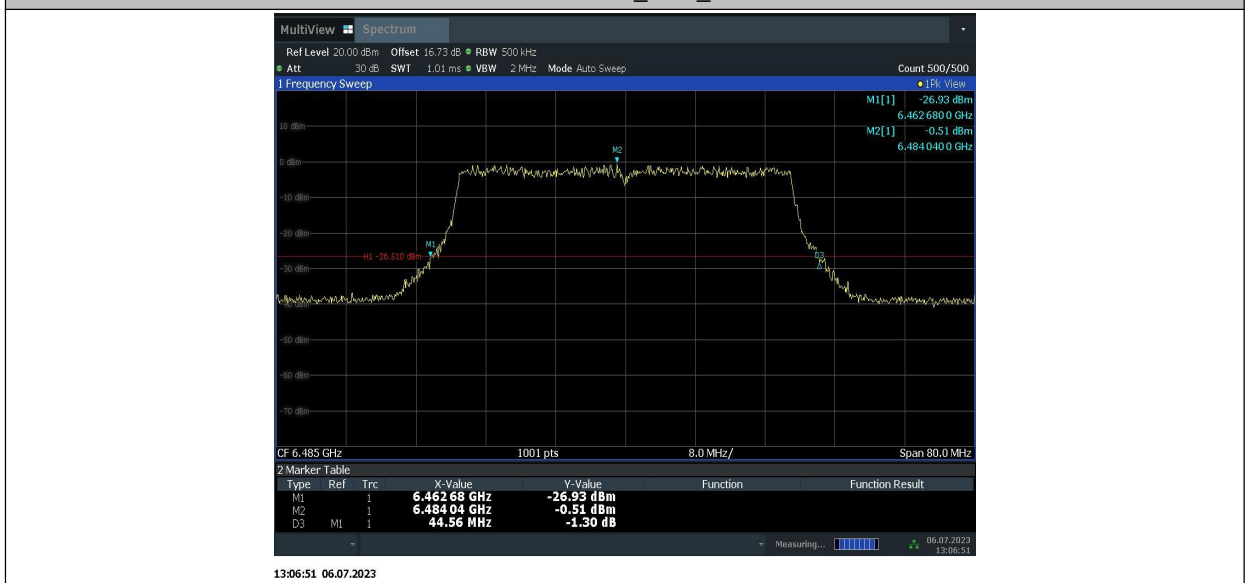 MultiView Spectrum
Ref Level 20.00 dBm Offset 16.73 dB RBW 500 kHz
Att 30 dB SWT 1.01 ms VBW 2 MHz Mode Auto Sweep Count 500/500
1 Frequency Sweep 1Pk View
M1[1] -26.93 dBm
6.462 680 0 GHz
10 dBm
M2[1] -0.51 dBm
6.484 040 0 GHz
M2
0 dBm
-10 dBm
-20 dBm
M1
H1 -26.510 dBm
D3
-30 dBm
-40 dBm
-50 dBm
-60 dBm
-70 dBm
CF 6.485 GHz 1001 pts 8.0 MHz/ Span 80.0 MHz
2 Marker Table
Type Ref Trc X-Value Y-Value Function Function Result
M1 1 6.462 68 GHz -26.93 dBm
M2 1 6.484 04 GHz -0.51 dBm
D3 M1 1 44.56 MHz -1.30 dB
Measuring... 06.07.2023
13:06:51
13:06:51 06.07.2023